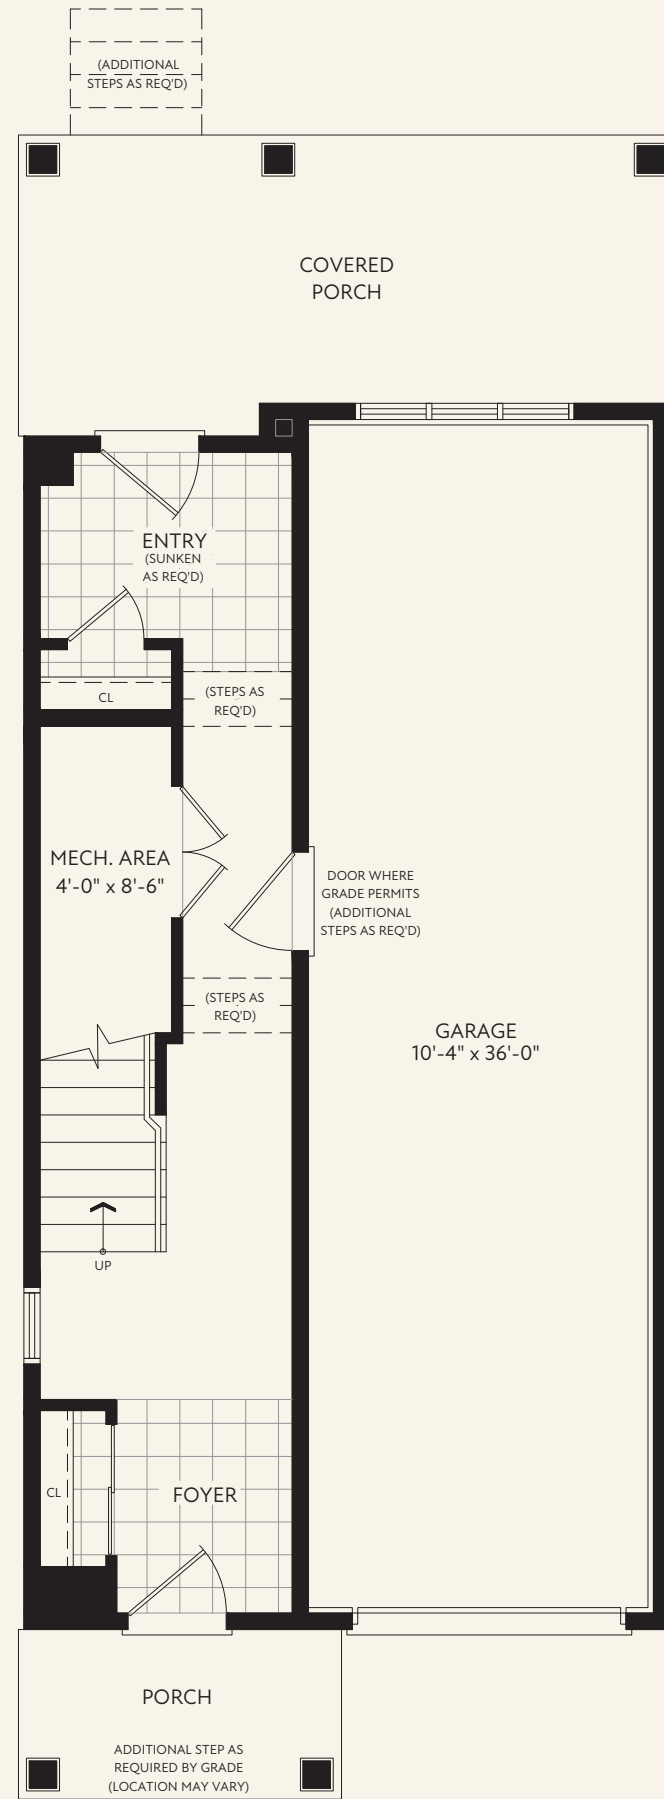 (ADDITIONAL
STEPS AS REQ'D)
COVERED
PORCH
ENTRY
(SUNKEN
AS REQ'D)
CL
(STEPS AS
REQ'D)
MECH. AREA
4'-0" x 8'-6"
DOOR WHERE
GRADE PERMITS
(ADDITIONAL
STEPS AS REQ'D)
(STEPS AS
REQ'D)
GARAGE
10'-4" x 36'-0"
UP
CL
FOYER
PORCH
ADDITIONAL STEP AS
REQUIRED BY GRADE
(LOCATION MAY VARY)